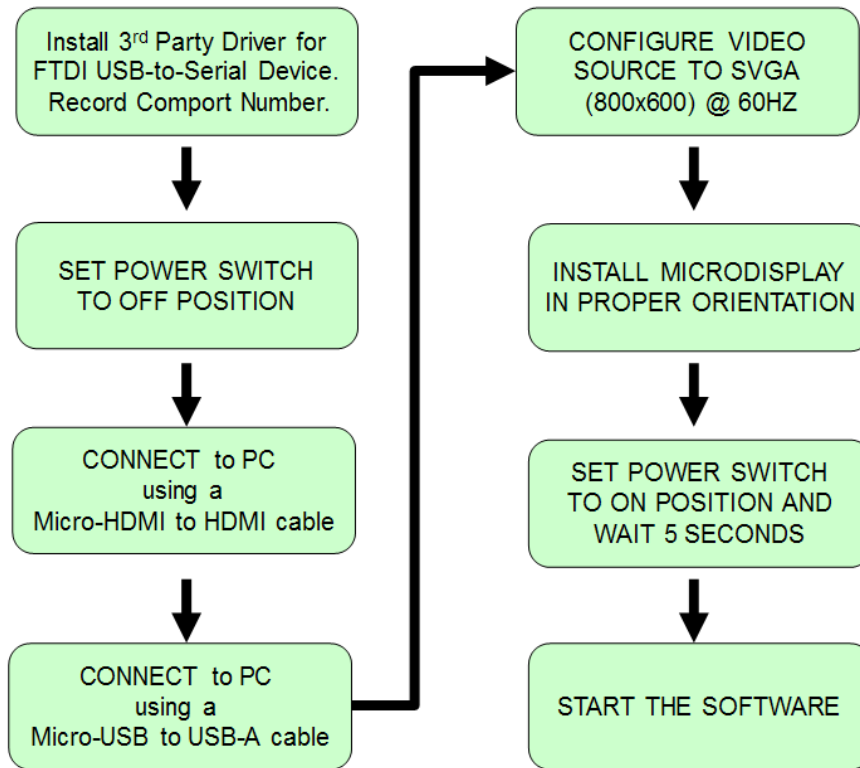 Install 3rd Party Driver for
FTDI USB-to-Serial Device.
Record Comport Number.
SET POWER SWITCH
TO OFF POSITION
CONNECT to PC
using a
Micro-HDMI to HDMI cable
CONNECT to PC
using a
Micro-USB to USB-A cable
CONFIGURE VIDEO
SOURCE TO SVGA
(800x600) @ 60HZ
INSTALL MICRODISPLAY
IN PROPER ORIENTATION
SET POWER SWITCH
TO ON POSITION AND
WAIT 5 SECONDS
START THE SOFTWARE